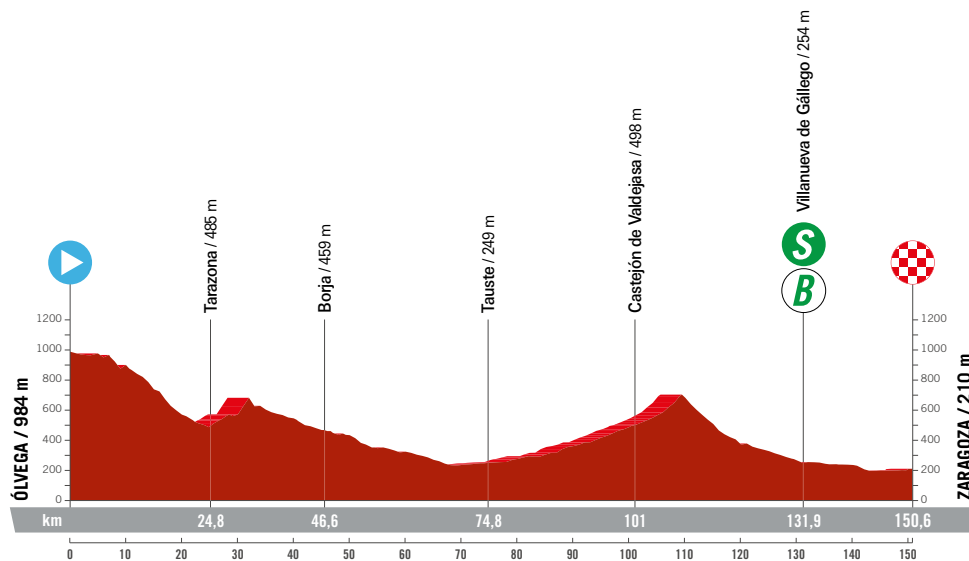 Villanueva de Gállego / 254 m
Castejón de Valdejasa / 498 m
Tarazona / 485 m
Borja / 459 m
Tauste / 249 m
S
B
ÓLVEGA / 984 m
1200
1000
800
600
400
200
0
1200
1000
800
600
400
200
0
ZARAGOZA / 210 m
km 24,8 46,6 74,8 101 131,9 150,6
0 10 20 30 40 50 60 70 80 90 100 110 120 130 140 150